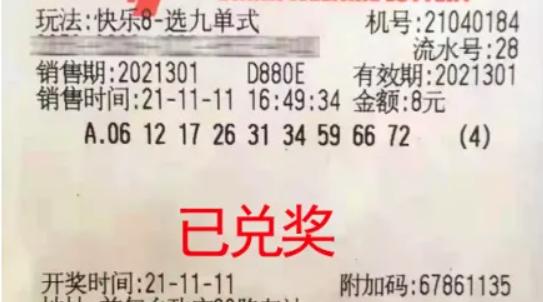 玩法:快乐8-选九单式 机号:21040184
流水号:28
销售期:2021301 D880E 有效期:2021301
销售时间:21-11-11 16:49:34 金额:8元
A.06 12 17 26 31 34 59 66 72 (4)
已兑奖
开奖时间:21-11-11 附加码:67861135